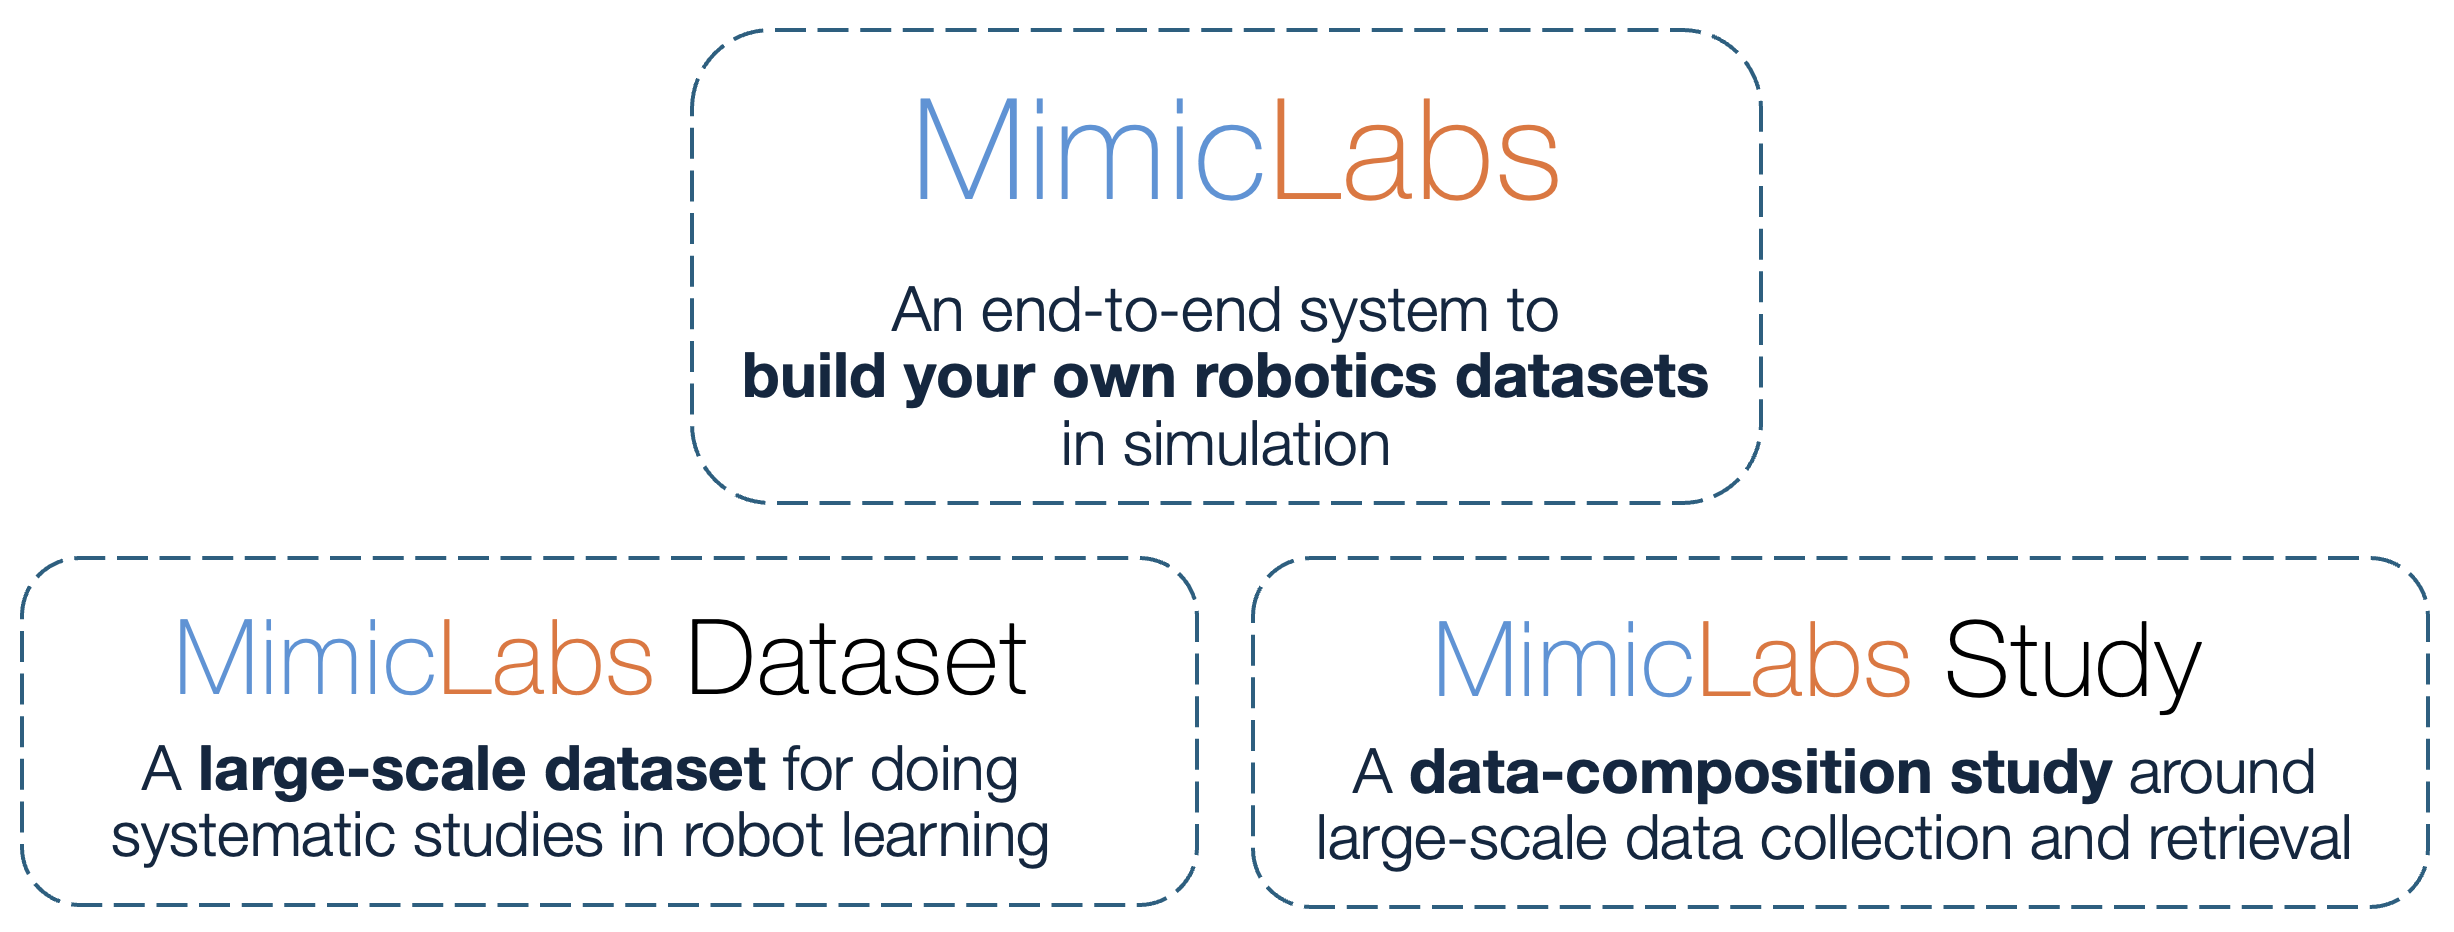 MimicLabs
An end-to-end system to
build your own robotics datasets
in simulation
MimicLabs Dataset
A large-scale dataset for doing
systematic studies in robot learning
MimicLabs Study
A data-composition study around
large-scale data collection and retrieval